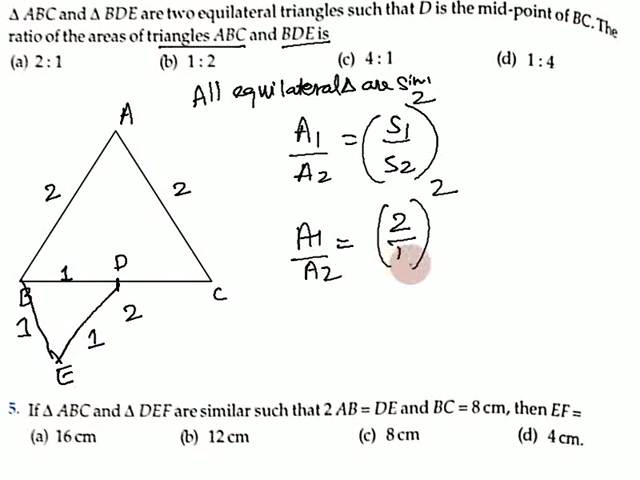 Δ ABC and Δ BDE are two equilateral triangles such that D is the mid-point of BC. The
ratio of the areas of triangles ABC and BDE is
(a) 2 : 1 (b) 1 : 2 (c) 4 : 1 (d) 1 : 4
All equilateral Δ are simi
A
2 2
B 1 D C
1 1 2
E
A1/A2 = (S1/S2)^2
A1/A2 = (2/1)^2
5. If Δ ABC and Δ DEF are similar such that 2 AB = DE and BC = 8 cm, then EF =
(a) 16 cm (b) 12 cm (c) 8 cm (d) 4 cm.